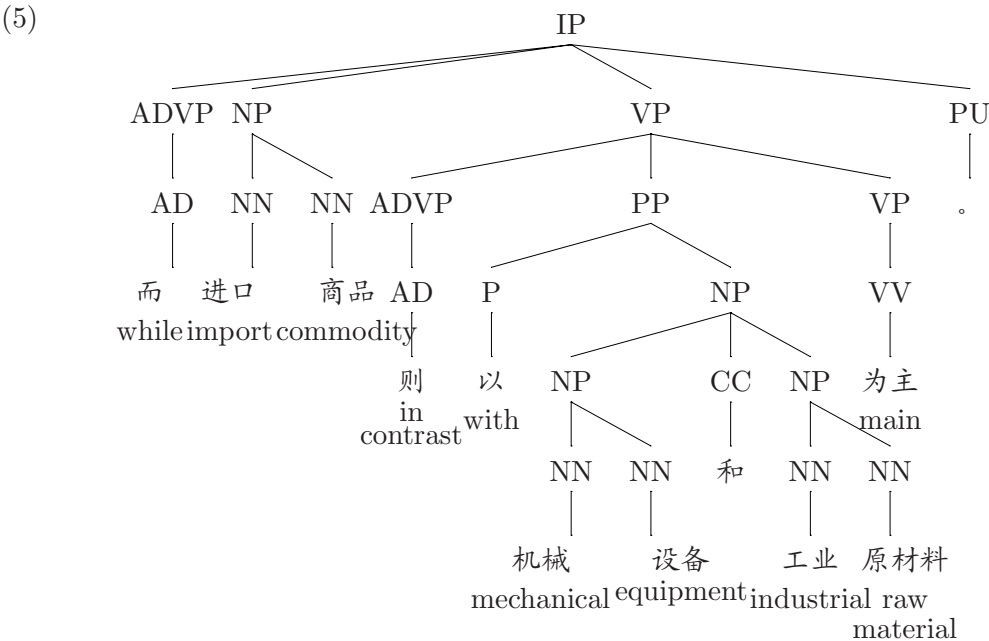 (5)
IP
ADVP NP VP PU
AD NN NN ADVP PP VP 。
而 进口 商品 AD P NP VV
while import commodity
则 以 NP CC NP 为主
in with main
contrast
NN NN 和 NN NN
机械 设备 工业 原材料
mechanical equipment industrial raw
material